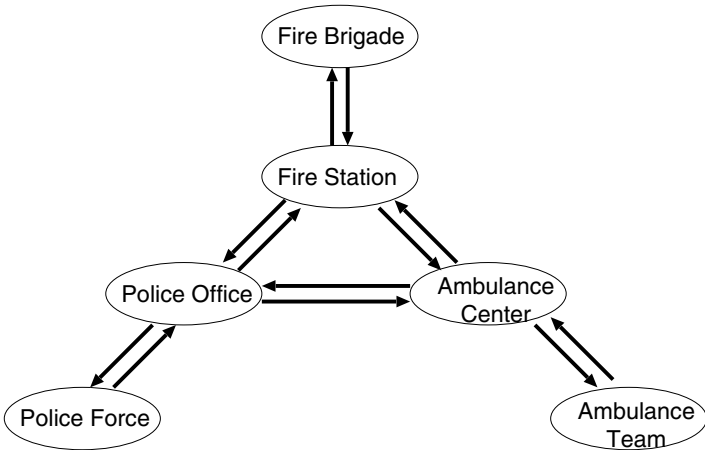 Fire Brigade
Fire Station
Police Office
Ambulance
Center
Police Force
Ambulance
Team